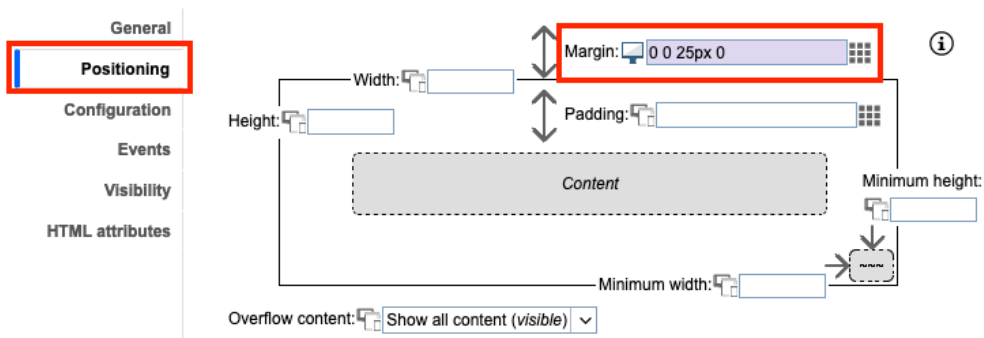 General
Positioning
Configuration
Events
Visibility
HTML attributes
Margin: 0 0 25px 0
Width:
Height:
Padding:
Content
Minimum height:
~~~
Minimum width:
Overflow content: Show all content (visible)